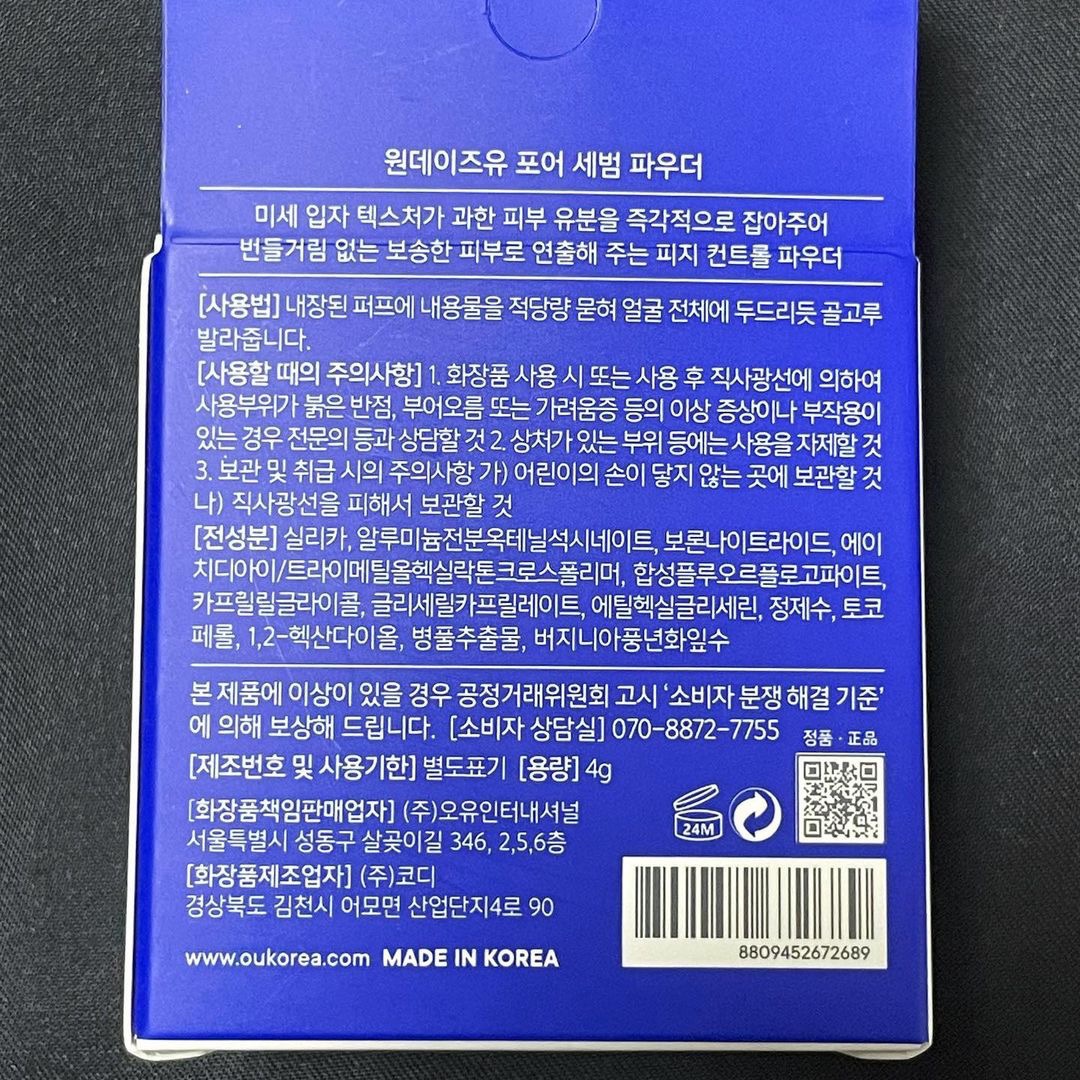 원데이즈유 포어 세범 파우더
미세 입자 텍스처가 과한 피부 유분을 즉각적으로 잡아주어
번들거림 없는 보송한 피부로 연출해 주는 피지 컨트롤 파우더
[사용법] 내장된 퍼프에 내용물을 적당량 묻혀 얼굴 전체에 두드리듯 골고루
발라줍니다.
[사용할 때의 주의사항] 1. 화장품 사용 시 또는 사용 후 직사광선에 의하여
사용부위가 붉은 반점, 부어오름 또는 가려움증 등의 이상 증상이나 부작용이
있는 경우 전문의 등과 상담할 것 2. 상처가 있는 부위 등에는 사용을 자제할 것
3. 보관 및 취급 시의 주의사항 가) 어린이의 손이 닿지 않는 곳에 보관할 것
나) 직사광선을 피해서 보관할 것
[전성분] 실리카, 알루미늄전분옥테닐석시네이트, 보론나이트라이드, 에이
치디아이/트라이메틸올헥실락톤크로스폴리머, 합성플루오르플로고파이트,
카프릴릴글라이콜, 글리세릴카프릴레이트, 에틸헥실글리세린, 정제수, 토코
페롤, 1,2-헥산다이올, 병풀추출물, 버지니아풍년화잎수
본 제품에 이상이 있을 경우 공정거래위원회 고시 ‘소비자 분쟁 해결 기준’
에 의해 보상해 드립니다. [소비자 상담실] 070-8872-7755
정품·正品
[제조번호 및 사용기한] 별도표기 [용량] 4g
[화장품책임판매업자] (주)오유인터내셔널
서울특별시 성동구 살곶이길 346, 2,5,6층
24M
[화장품제조업자] (주)코디
경상북도 김천시 어모면 산업단지4로 90
www.oukorea.com MADE IN KOREA
8809452672689